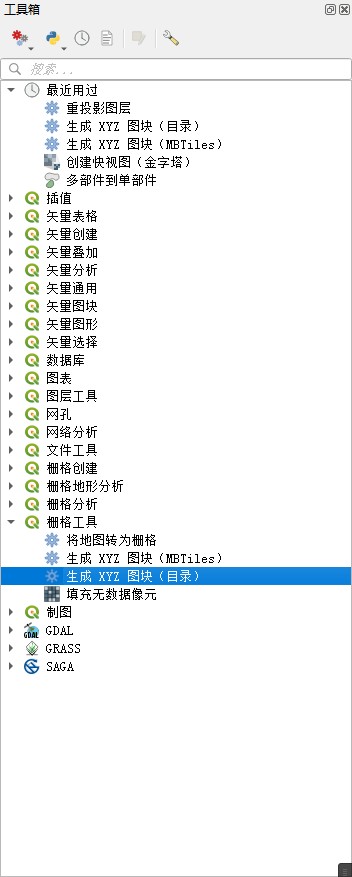 工具箱
搜索...
最近用过
重投影图层
生成 XYZ 图块（目录）
生成 XYZ 图块（MBTiles）
创建快视图（金字塔）
多部件到单部件
插值
矢量表格
矢量创建
矢量叠加
矢量分析
矢量通用
矢量图块
矢量图形
矢量选择
数据库
图表
图层工具
网孔
网络分析
文件工具
栅格创建
栅格地形分析
栅格分析
栅格工具
将地图转为栅格
生成 XYZ 图块（MBTiles）
生成 XYZ 图块（目录）
填充无数据像元
制图
GDAL
GRASS
SAGA